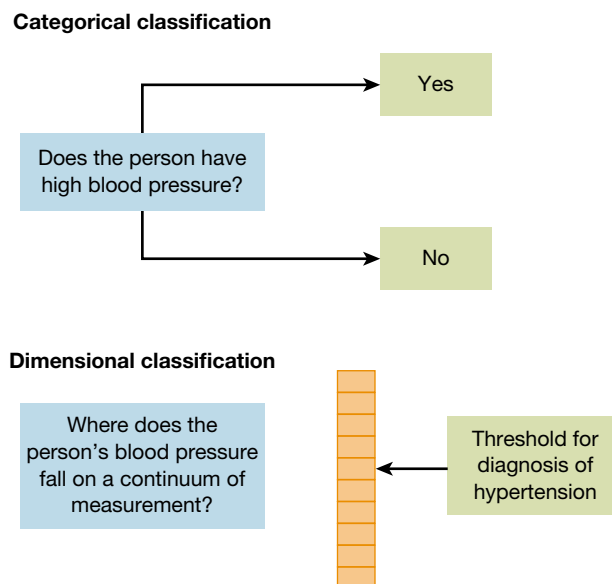 Categorical classification
Yes
Does the person have
high blood pressure?
No
Dimensional classification
Where does the
person’s blood pressure
fall on a continuum of
measurement?
Threshold for
diagnosis of
hypertension